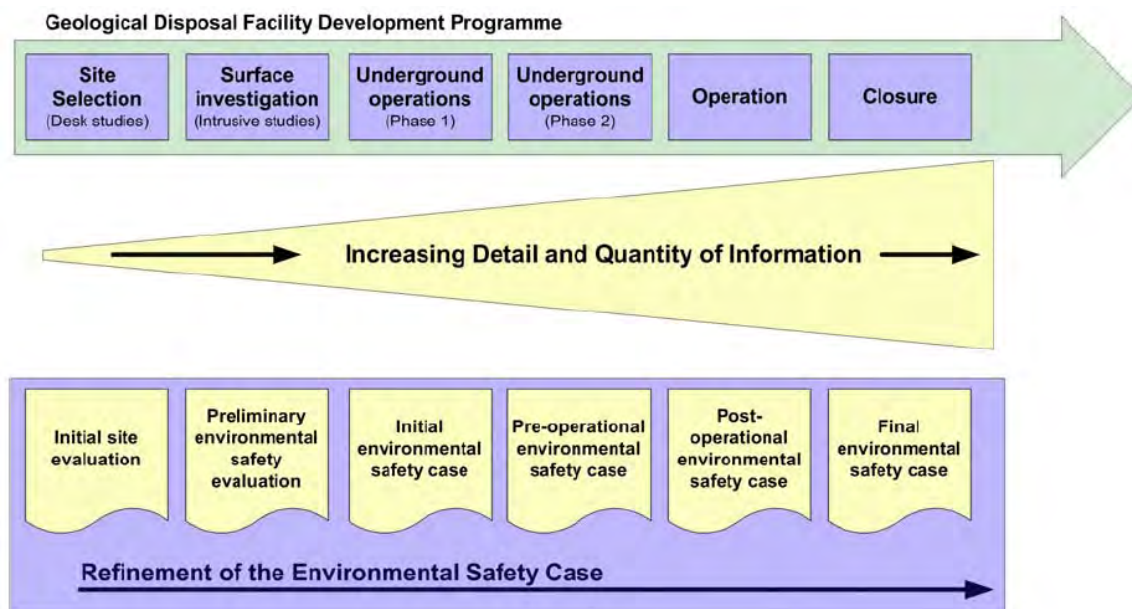 Geological Disposal Facility Development Programme
Site
Selection
(Desk studies)
Surface
investigation
(Intrusive studies)
Underground
operations
(Phase 1)
Underground
operations
(Phase 2)
Operation
Closure
Increasing Detail and Quantity of Information
Initial site
evaluation
Preliminary
environmental
safety
evaluation
Initial
environmental
safety case
Pre-operational
environmental
safety case
Post-
operational
environmental
safety case
Final
environmental
safety case
Refinement of the Environmental Safety Case